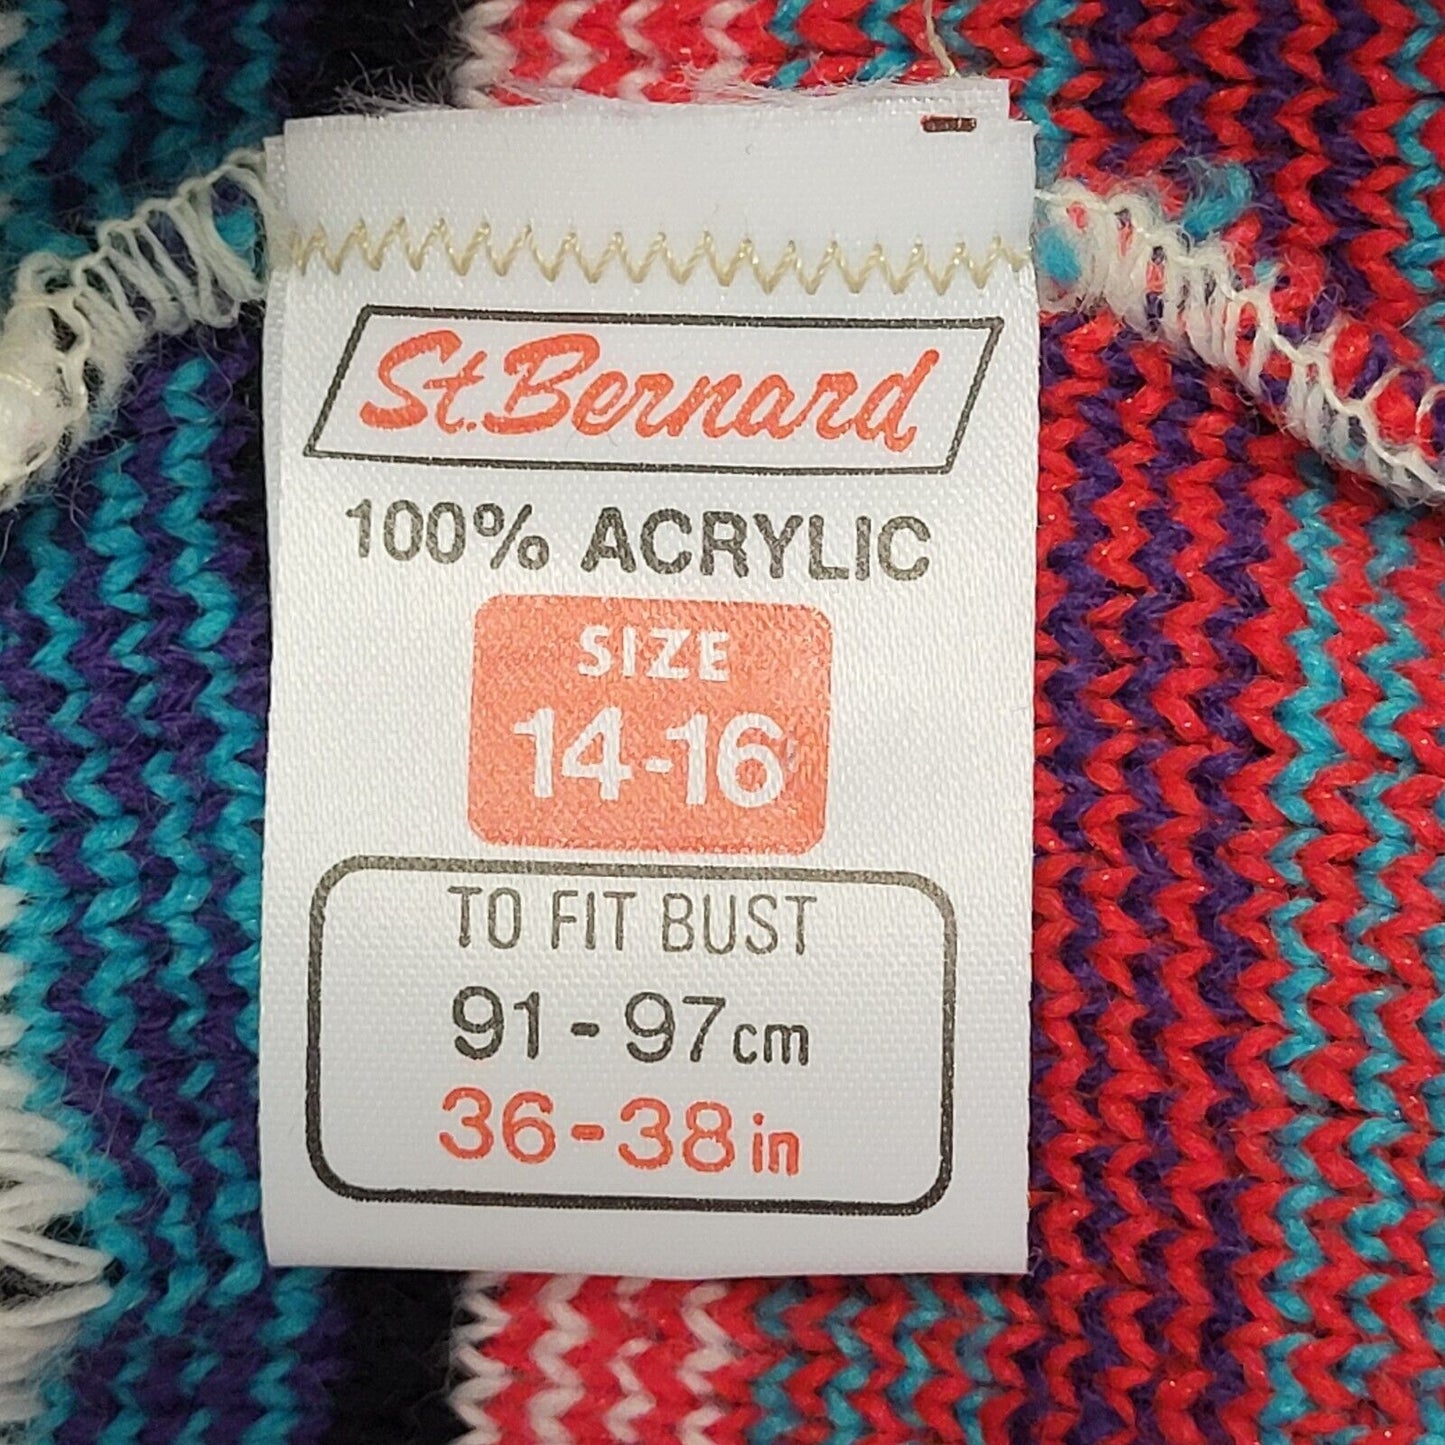 St. Bernard
100% ACRYLIC
SIZE
14-16
TO FIT BUST
91-97cm
36-38in